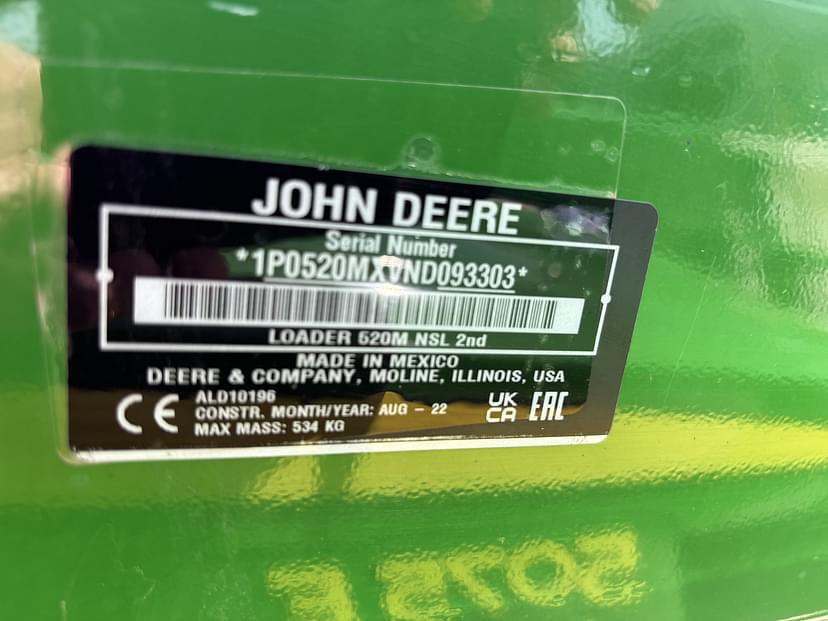 JOHN DEERE
Serial Number
*1P0520MXVND093303*
LOADER 520M NSL 2nd
MADE IN MEXICO
DEERE & COMPANY, MOLINE, ILLINOIS, USA
CE
ALD10196
CONSTR. MONTH/YEAR: AUG - 22
MAX MASS: 534 KG
UK
CA
EAC